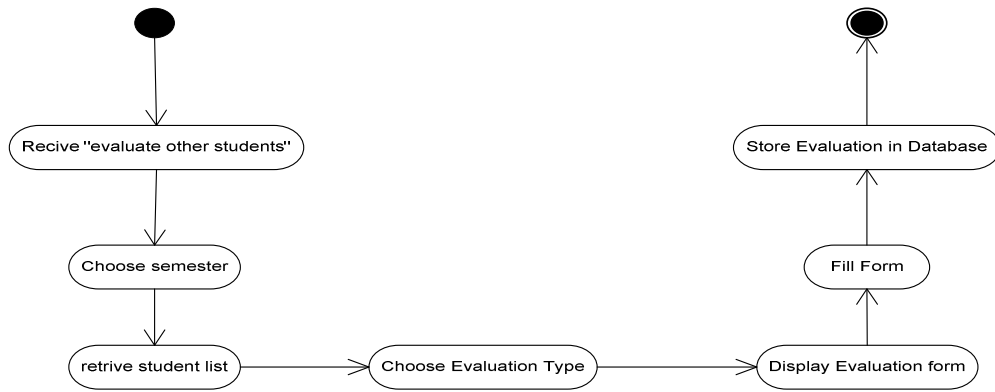 Recive "evaluate other students"
Choose semester
retrive student list
Choose Evaluation Type
Display Evaluation form
Fill Form
Store Evaluation in Database